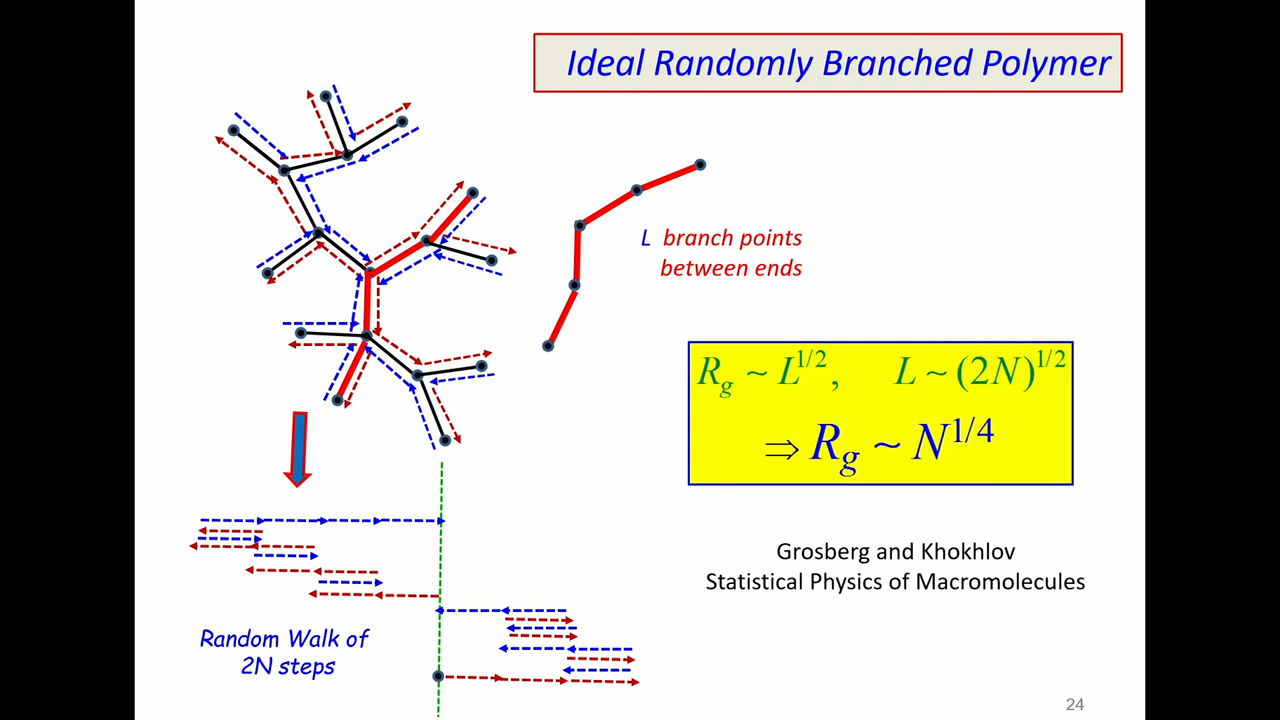 Ideal Randomly Branched Polymer
L branch points
between ends
R_g ~ L^{1/2}, L ~ (2N)^{1/2}
⇒ R_g ~ N^{1/4}
Grosberg and Khokhlov
Statistical Physics of Macromolecules
Random Walk of
2N steps
24